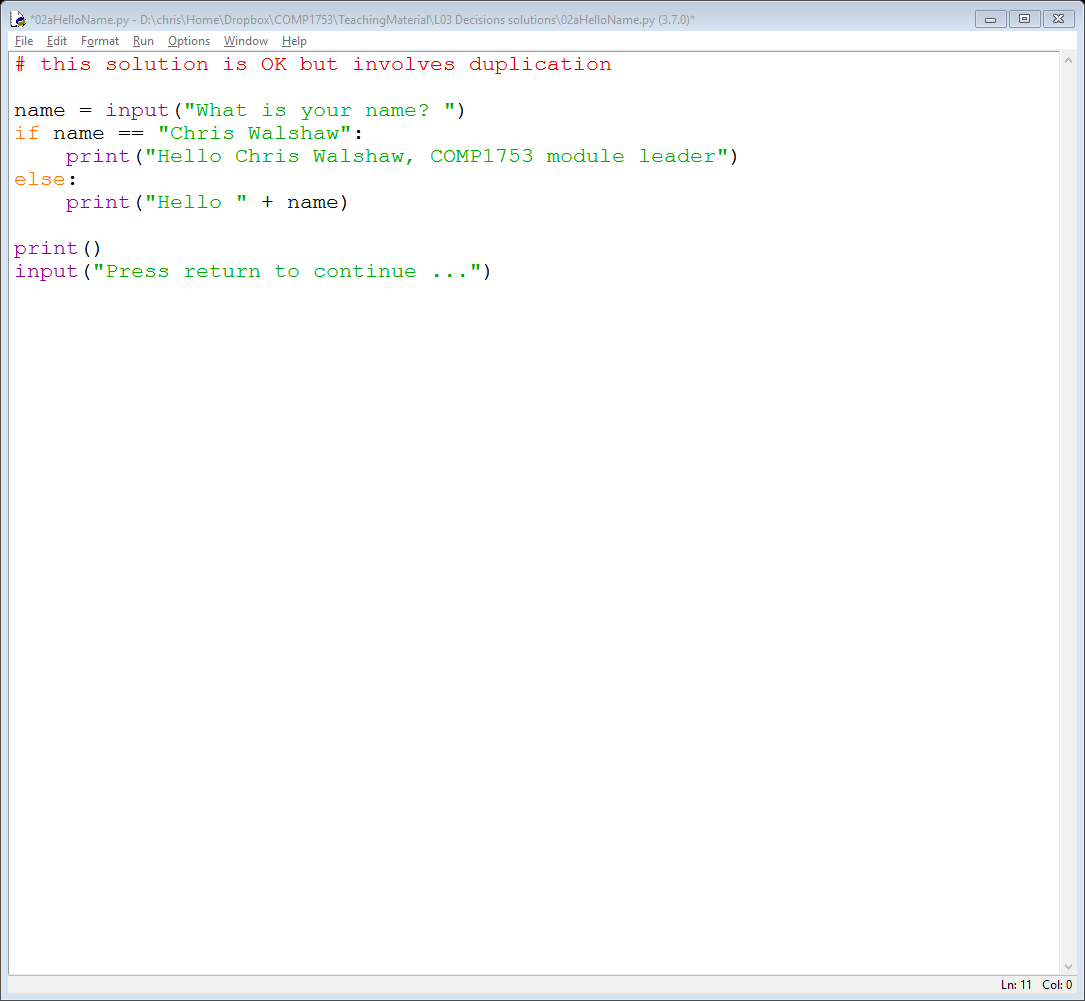 *02aHelloName.py - D:\chris\Home\Dropbox\COMP1753\TeachingMaterial\L03 Decisions solutions\02aHelloName.py (3.7.0)*
File Edit Format Run Options Window Help
# this solution is OK but involves duplication
name = input("What is your name? ")
if name == "Chris Walshaw":
    print("Hello Chris Walshaw, COMP1753 module leader")
else:
    print("Hello " + name)
print()
input("Press return to continue ...")
Ln: 11 Col: 0